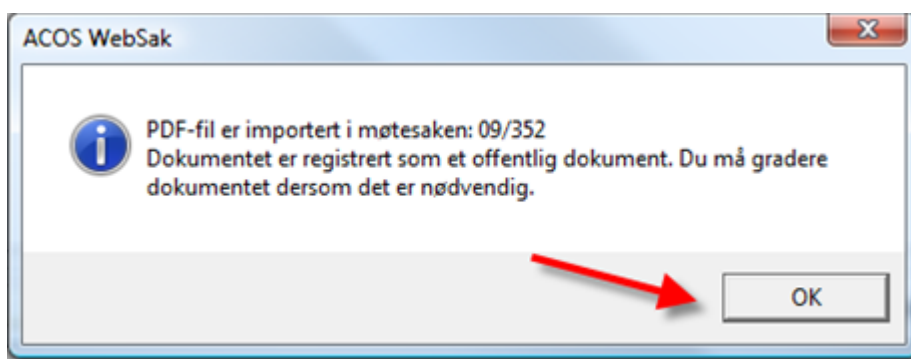 ACOS WebSak
PDF-fil er importert i møtesaken: 09/352
Dokumentet er registrert som et offentlig dokument. Du må gradere
dokumentet dersom det er nødvendig.
OK